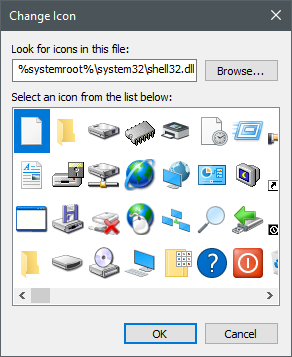 Change Icon
Look for icons in this file:
%systemroot%\system32\shell32.dll
Browse...
Select an icon from the list below:
?
OK
Cancel